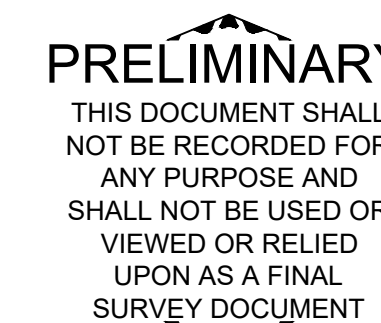 PRELIMINARY
THIS DOCUMENT SHALL
NOT BE RECORDED FOR
ANY PURPOSE AND
SHALL NOT BE USED OR
VIEWED OR RELIED
UPON AS A FINAL
SURVEY DOCUMENT